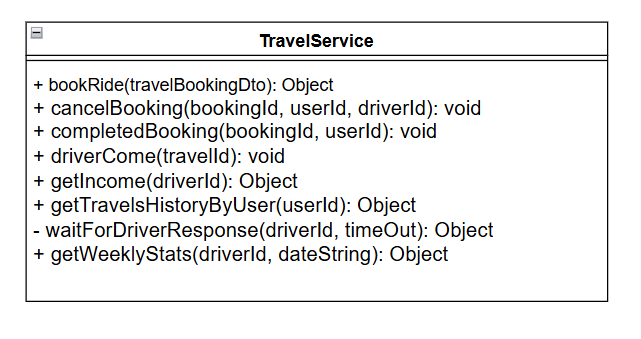 TravelService
+ bookRide(travelBookingDto): Object
+ cancelBooking(bookingId, userId, driverId): void
+ completedBooking(bookingId, userId): void
+ driverCome(travelId): void
+ getIncome(driverId): Object
+ getTravelsHistoryByUser(userId): Object
- waitForDriverResponse(driverId, timeOut): Object
+ getWeeklyStats(driverId, dateString): Object